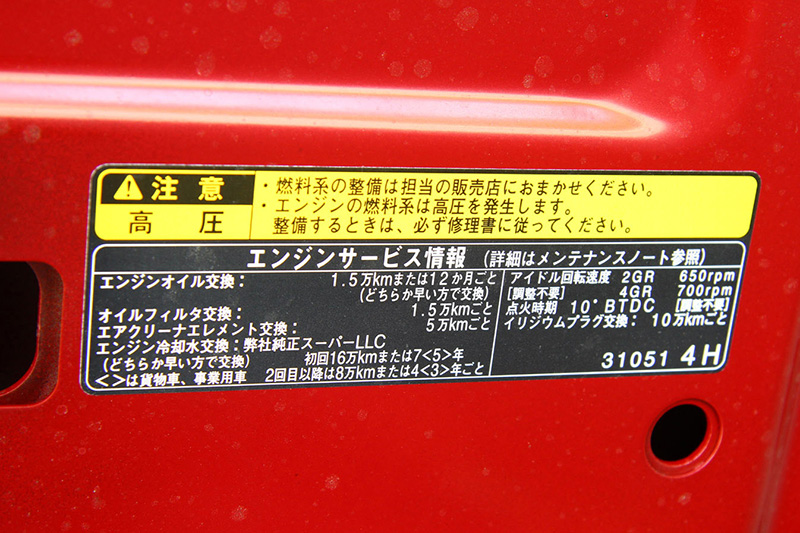 注意
高圧
・燃料系の整備は担当の販売店におまかせください。
・エンジンの燃料系は高圧を発生します。
整備するときは、必ず修理書に従ってください。
エンジンサービス情報 (詳細はメンテナンスノート参照)
エンジンオイル交換: 1.5万kmまたは12か月ごと
(どちらか早い方で交換)
オイルフィルタ交換: 1.5万kmごと
エアクリーナエレメント交換: 5万kmごと
エンジン冷却水交換:弊社純正スーパーLLC
(どちらか早い方で交換) 初回16万kmまたは7<5>年
<>は貨物車、事業用車 2回目以降は8万kmまたは4<3>年ごと
アイドル回転速度 2GR 650rpm
[調整不要] 4GR 700rpm
点火時期 10°BTDC [調整不要]
イリジウムプラグ交換: 10万kmごと
31051 4H